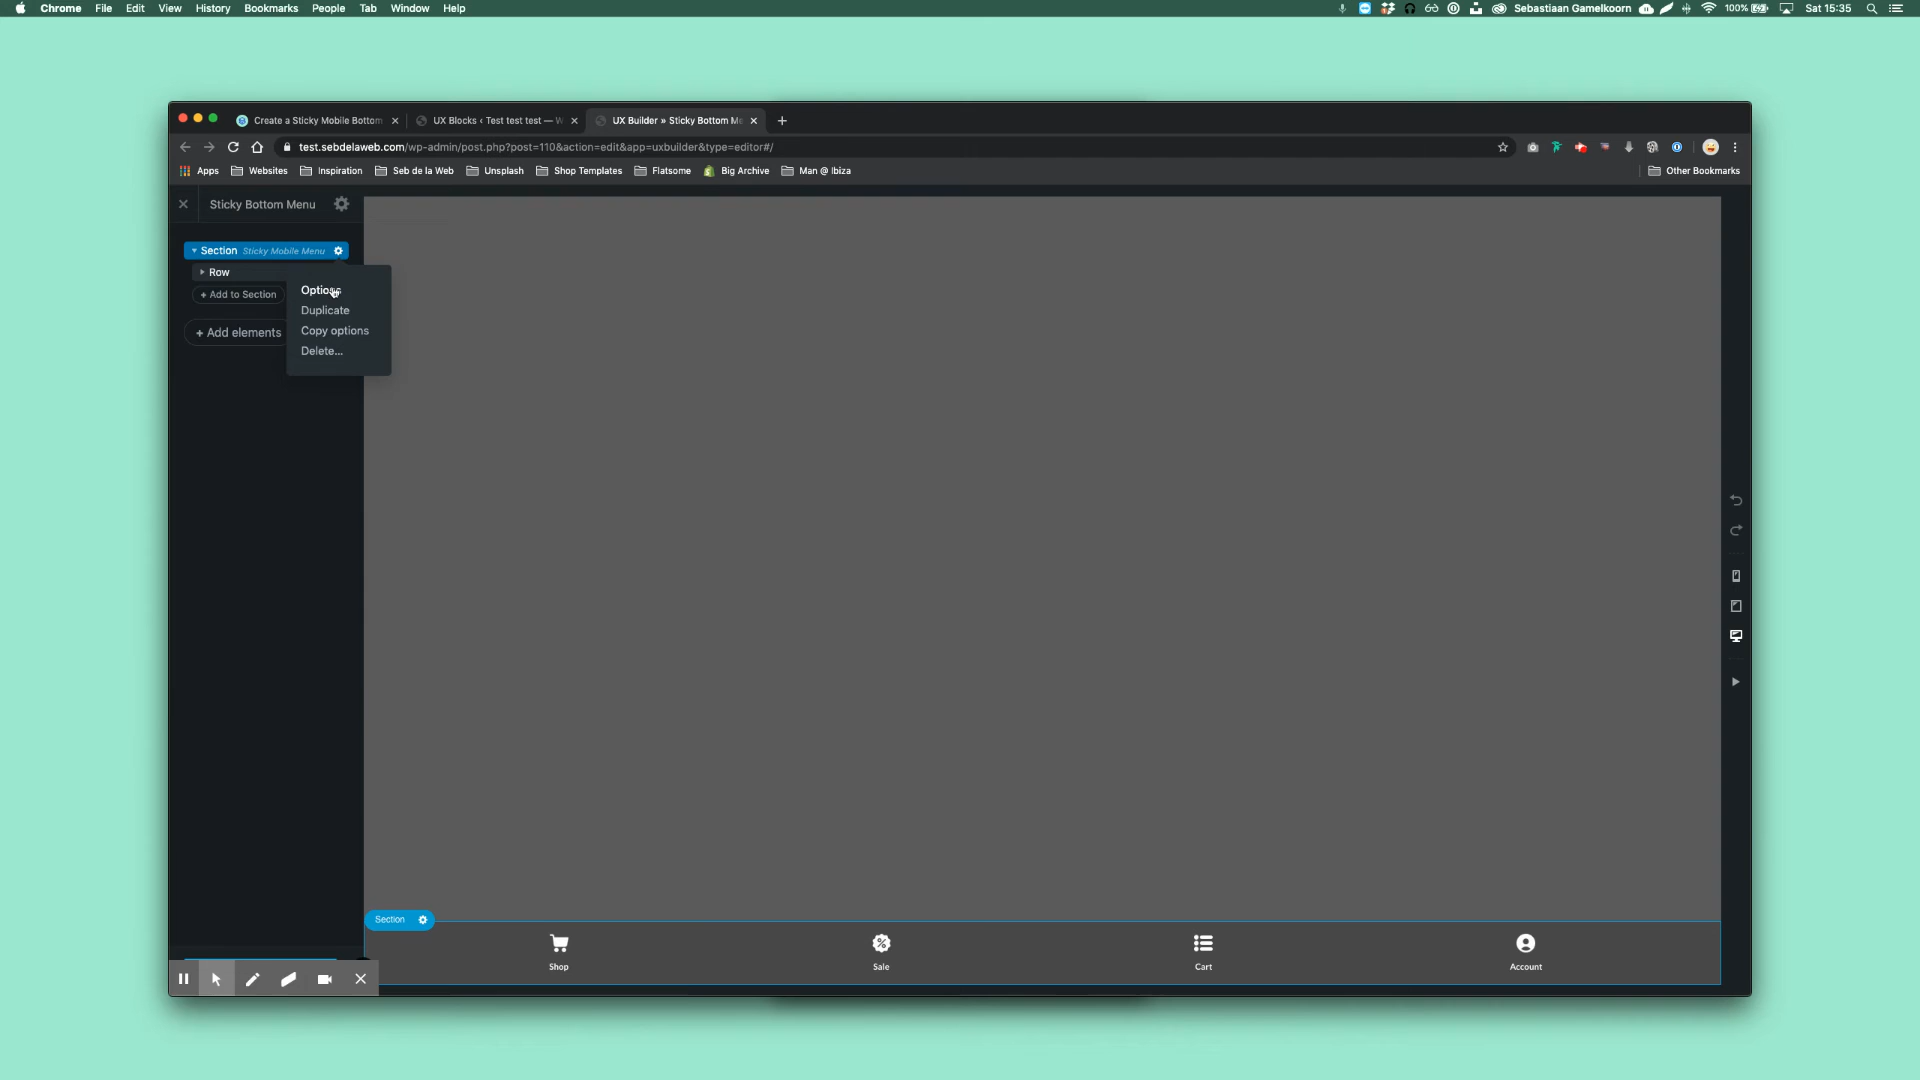 Chrome File Edit View History Bookmarks People Tab Window Help
Sebastiaan Gamelkoorn 100% Sat 15:35
Create a Sticky Mobile Bottom
UX Blocks ‹ Test test test — W
UX Builder » Sticky Bottom Me
test.sebdelaweb.com/wp-admin/post.php?post=110&action=edit&app=uxbuilder&type=editor#/
Apps Websites Inspiration Seb de la Web Unsplash Shop Templates Flatsome Big Archive Man @ Ibiza Other Bookmarks
Sticky Bottom Menu
Section Sticky Mobile Menu
Row
+ Add to Section
+ Add elements
Options
Duplicate
Copy options
Delete...
Section
Shop
Sale
Cart
Account